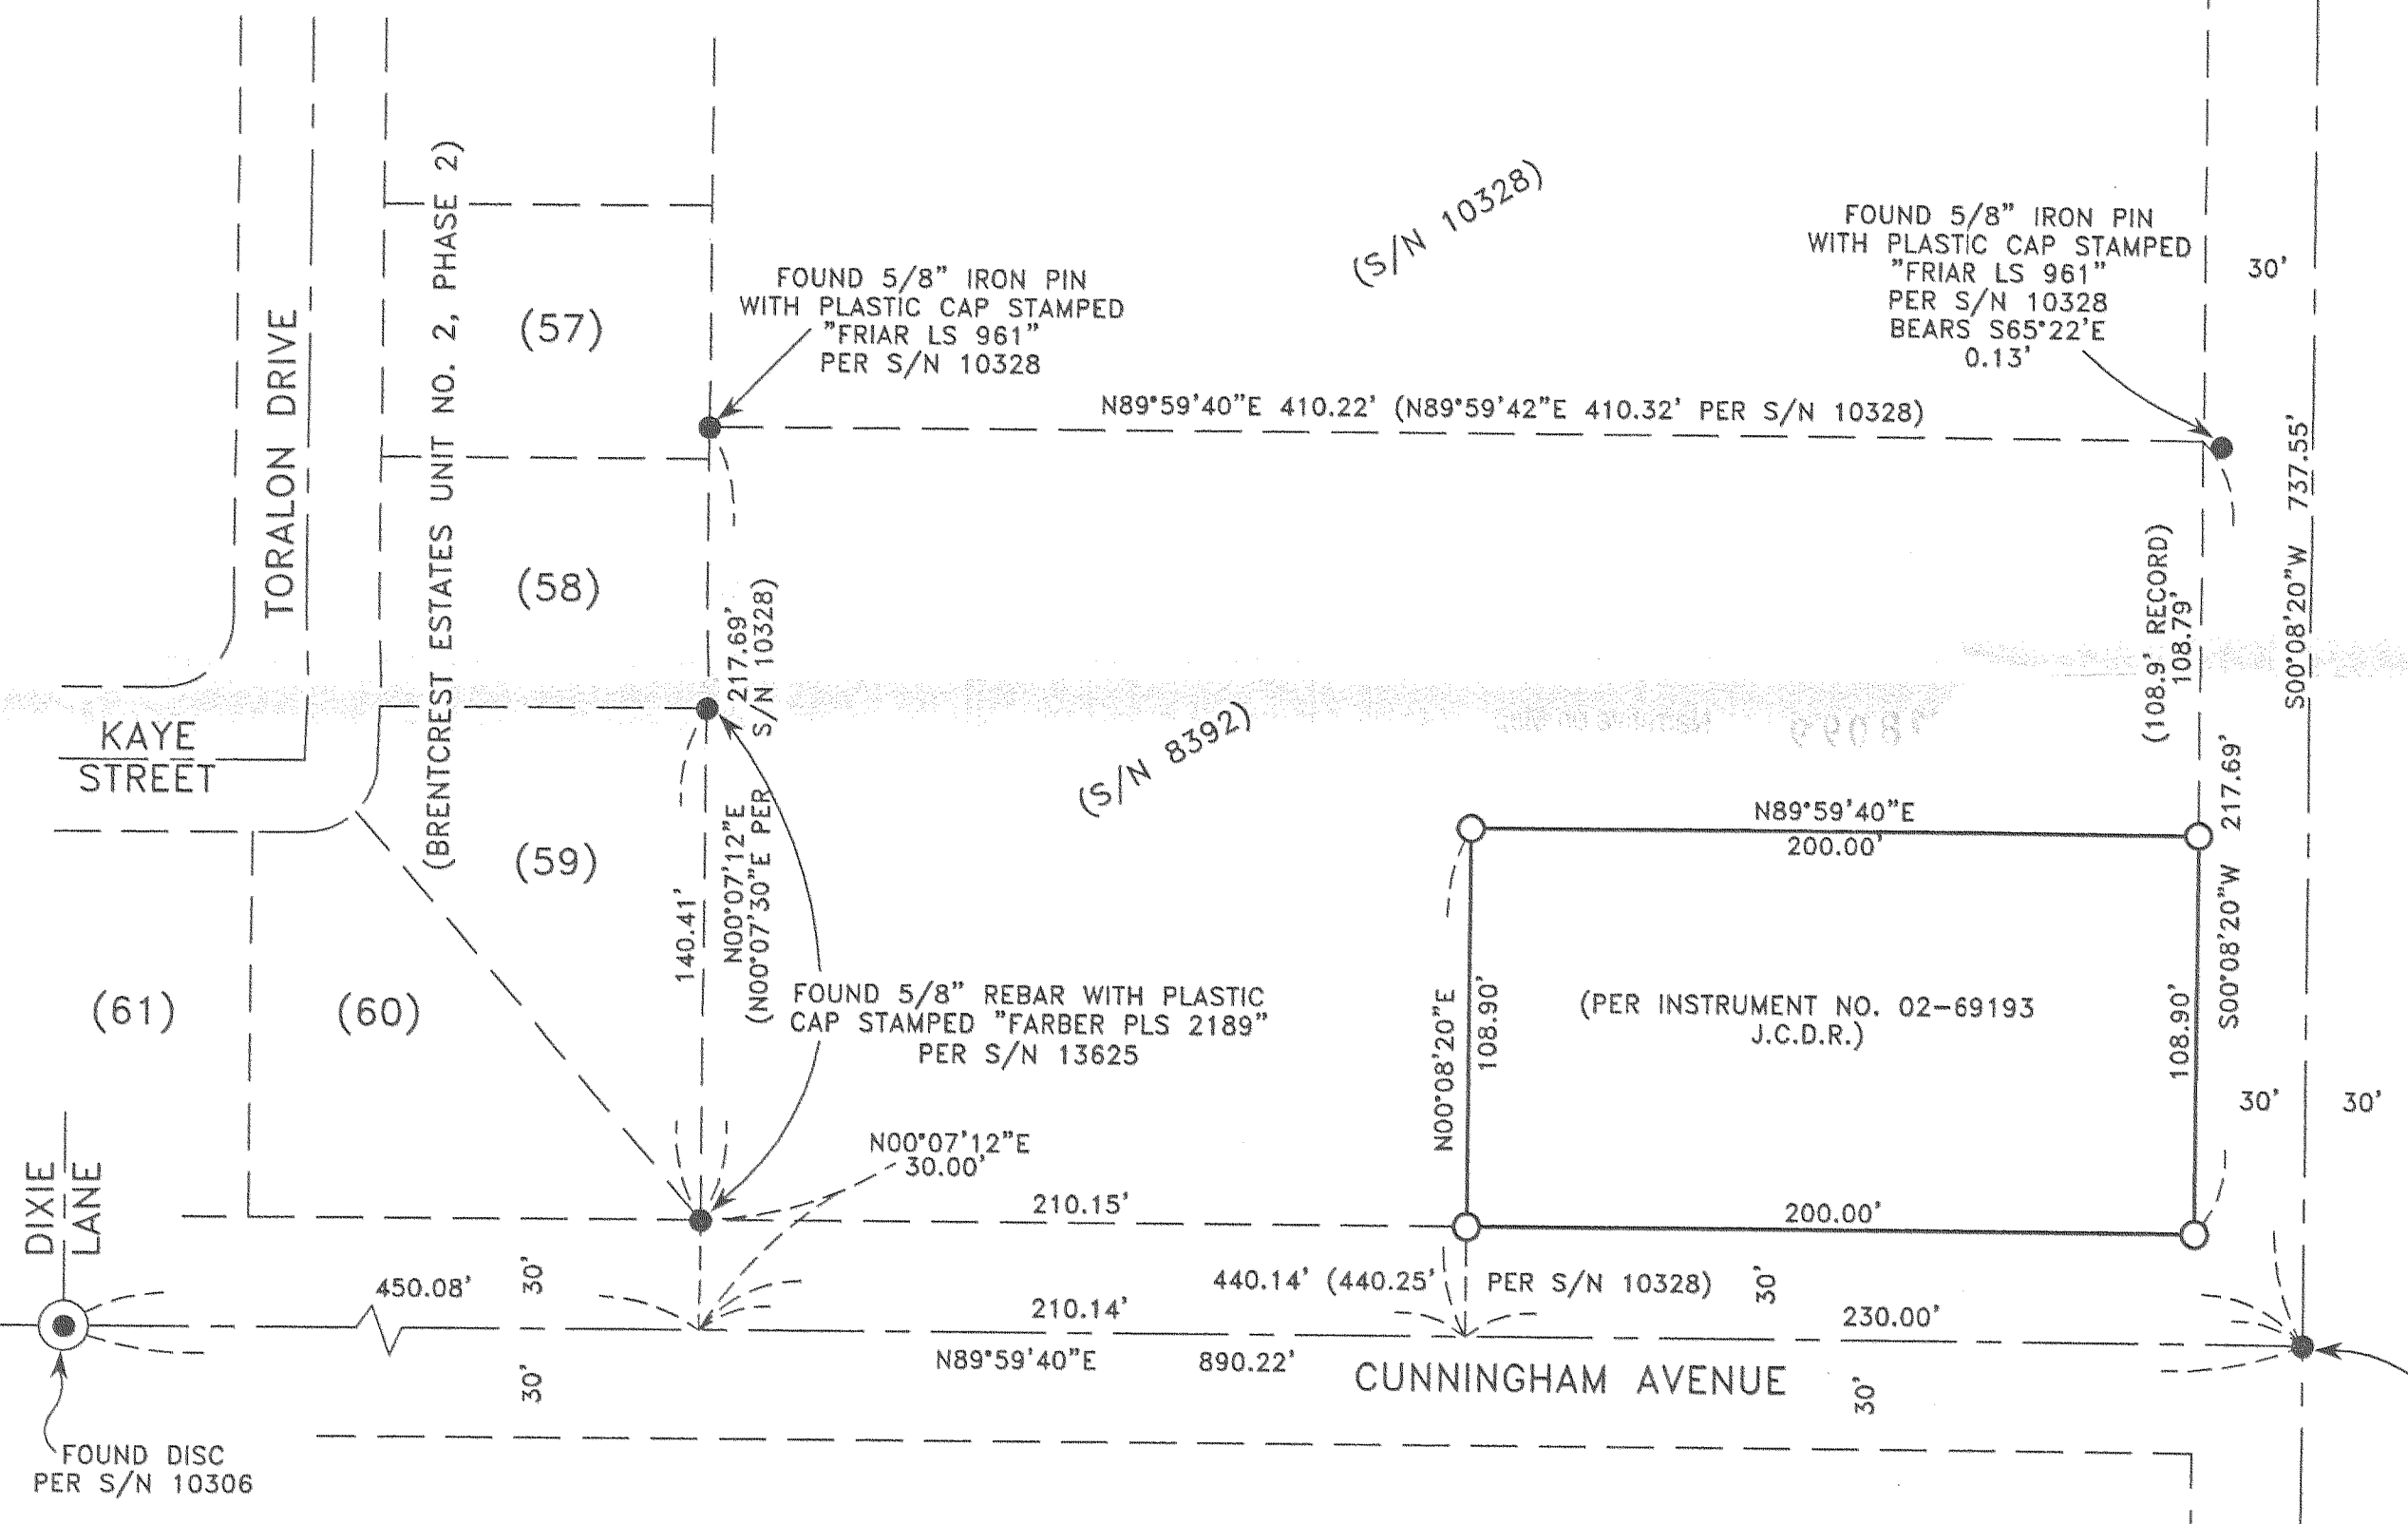 (BRENTCREST ESTATES UNIT NO. 2, PHASE 2)
TORALON DRIVE
KAYE
STREET
DIXIE
LANE
(57)
(58)
(59)
(60)
(61)
FOUND 5/8" IRON PIN
WITH PLASTIC CAP STAMPED
"FRIAR LS 961"
PER S/N 10328
(S/N 10328)
FOUND 5/8" IRON PIN
WITH PLASTIC CAP STAMPED
"FRIAR LS 961"
PER S/N 10328
BEARS S65°22'E
0.13'
30'
N89°59'40"E 410.22' (N89°59'42"E 410.32' PER S/N 10328)
S00°08'20"W 737.55'
(108.9' RECORD)
108.79'
217.69'
S/N 10328)
N00°07'12"E
(N00°07'30"E PER
140.41'
(S/N 8392)
S00°08'20"W 217.69'
N89°59'40"E
200.00'
N00°08'20"E
108.90'
(PER INSTRUMENT NO. 02-69193
J.C.D.R.)
108.90'
30'
30'
FOUND 5/8" REBAR WITH PLASTIC
CAP STAMPED "FARBER PLS 2189"
PER S/N 13625
N00°07'12"E
30.00'
210.15'
200.00'
450.08'
30'
440.14' (440.25' PER S/N 10328)
30'
210.14'
230.00'
N89°59'40"E 890.22'
30'
CUNNINGHAM AVENUE
30'
FOUND DISC
PER S/N 10306